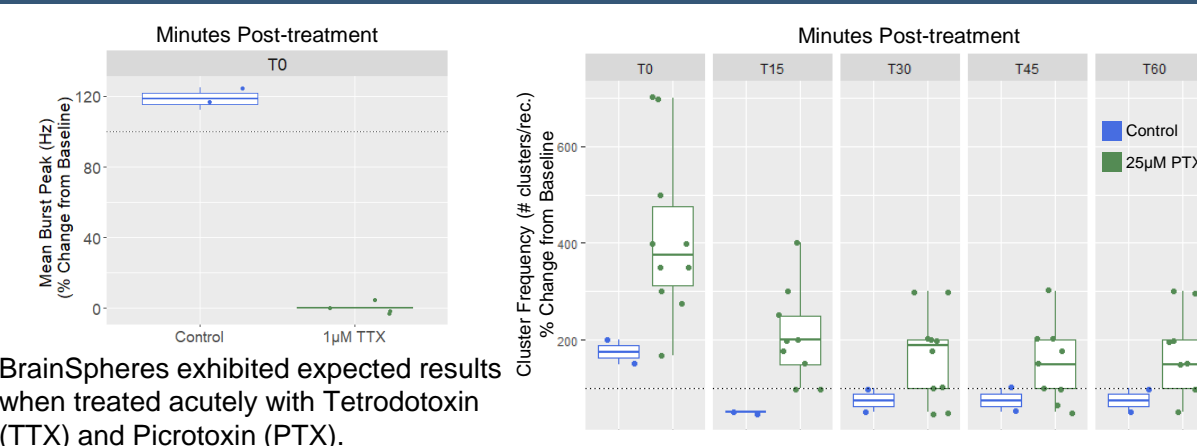 Minutes Post-treatment
T0
Mean Burst Peak (Hz)
(% Change from Baseline)
120
80
40
0
Control
1µM TTX
BrainSpheres exhibited expected results
when treated acutely with Tetrodotoxin
(TTX) and Picrotoxin (PTX).
Minutes Post-treatment
T0
T15
T30
T45
T60
Cluster Frequency (# clusters/rec.)
% Change from Baseline
600
400
200
Control
25µM PTX